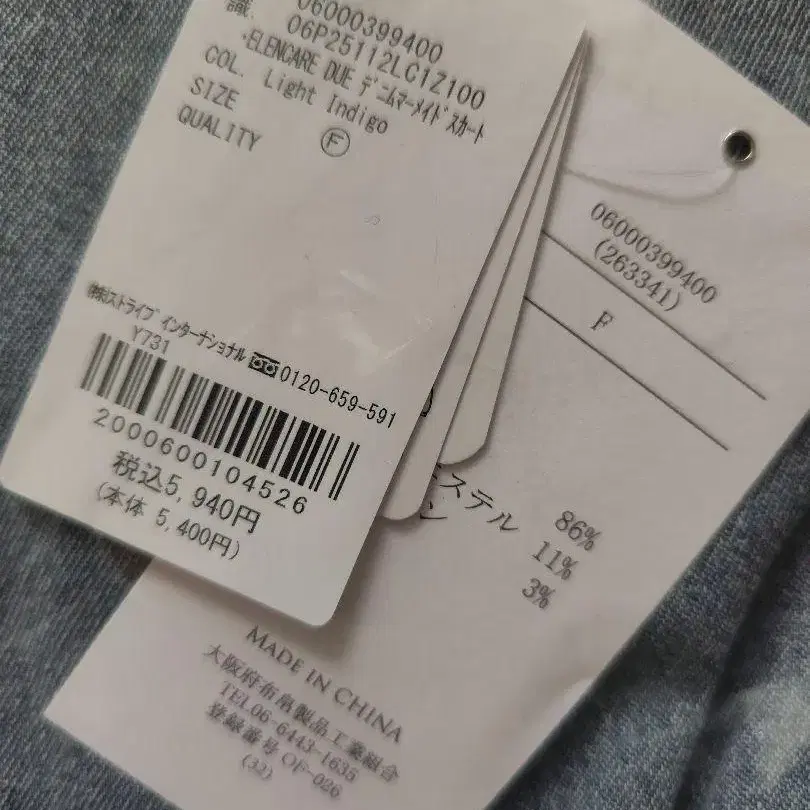 識.
06000399400
06P25112LC1Z100
・ELENCARE DUE デニムマーメイドスカート
COL. Light Indigo
SIZE Ⓕ
QUALITY
㈱ストライプインターナショナル 0120-659-591
Y731
2000600104526
税込5,940円
(本体 5,400円)
06000399400
(263341)
F
エステル 86%
ン 11%
3%
MADE IN CHINA
大阪府布帛製品工業組合
TEL06-6443-1635
登録番号 OF-026
(32)